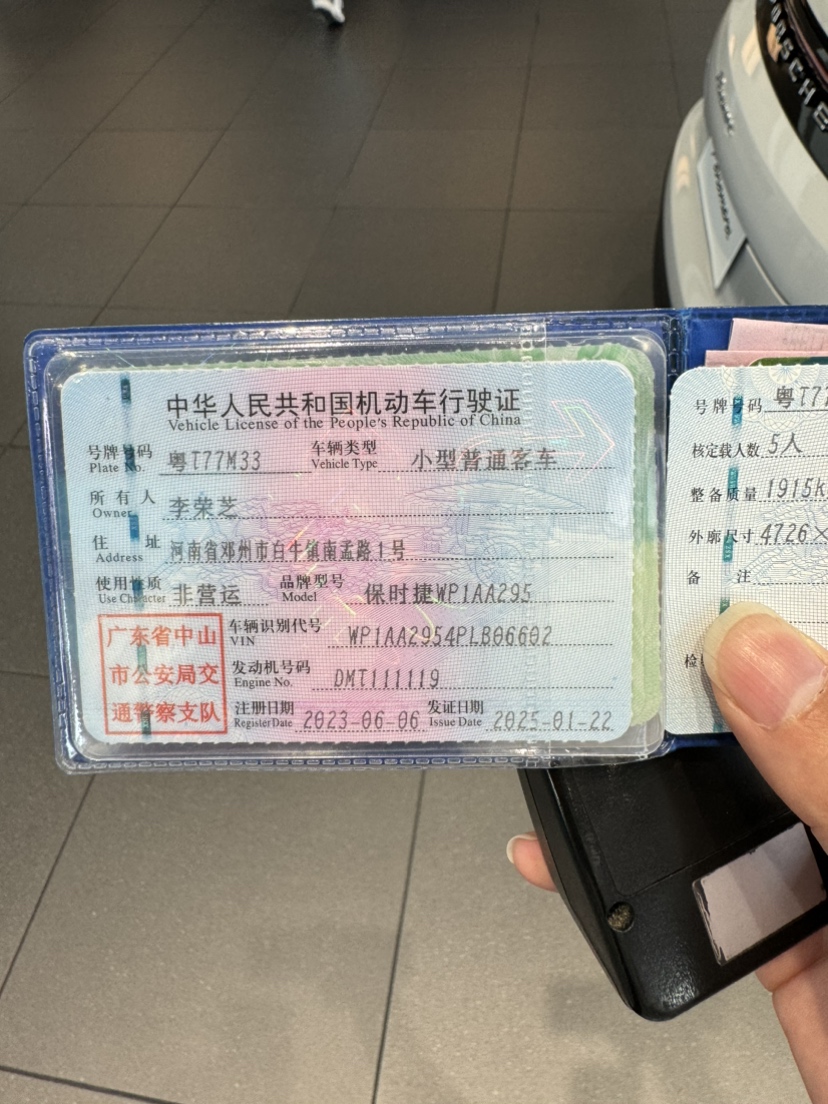 PORSCHE
中华人民共和国机动车行驶证
Vehicle License of the People's Republic of China
号牌号码 粤T77M33 车辆类型 小型普通客车
Plate No. Vehicle Type
所有人 李荣芝
Owner
住址 河南省邓州市白牛镇南孟路1号
Address
使用性质 非营运 品牌型号 保时捷WP1AA295
Use Character Model
广东省中山
市公安局交
通警察支队
车辆识别代号 WP1AA2954PLB06602
VIN
发动机号码 DMT111119
Engine No.
注册日期 2023-06-06 发证日期 2025-01-22
Register Date Issue Date
号牌号码 粤T77
核定载人数 5人
整备质量 1915k
外廓尺寸 4726×
备注
检